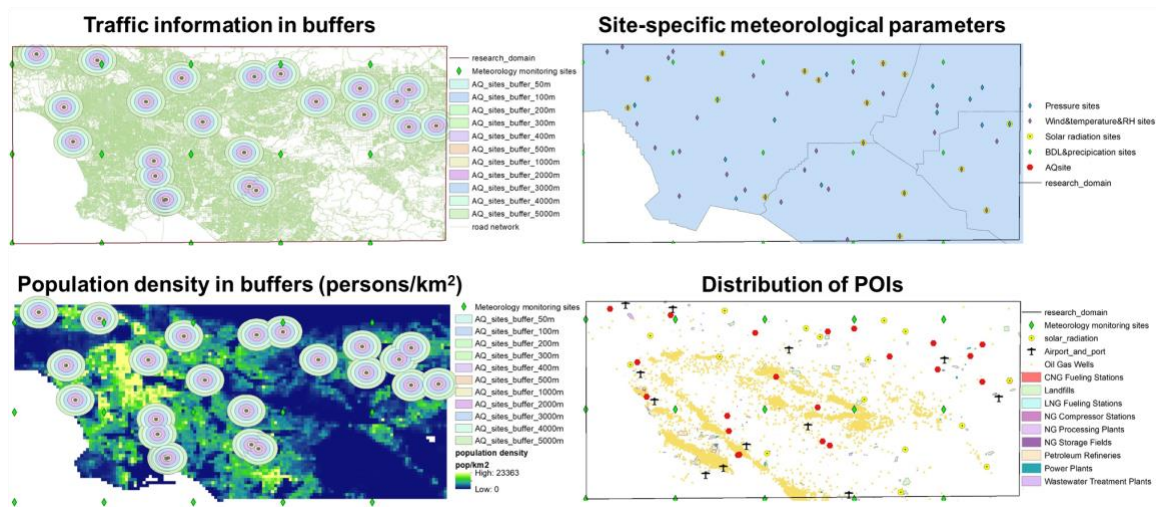 Traffic information in buffers
research_domain
Meteorology monitoring sites
AQ_sites_buffer_50m
AQ_sites_buffer_100m
AQ_sites_buffer_200m
AQ_sites_buffer_300m
AQ_sites_buffer_400m
AQ_sites_buffer_500m
AQ_sites_buffer_1000m
AQ_sites_buffer_2000m
AQ_sites_buffer_3000m
AQ_sites_buffer_4000m
AQ_sites_buffer_5000m
road network
Site-specific meteorological parameters
Pressure sites
Wind&temperature&RH sites
Solar radiation sites
BDL&precipication sites
AQsite
research_domain
Population density in buffers (persons/km²)
Meteorology monitoring sites
AQ_sites_buffer_50m
AQ_sites_buffer_100m
AQ_sites_buffer_200m
AQ_sites_buffer_300m
AQ_sites_buffer_400m
AQ_sites_buffer_500m
AQ_sites_buffer_1000m
AQ_sites_buffer_2000m
AQ_sites_buffer_3000m
AQ_sites_buffer_4000m
AQ_sites_buffer_5000m
population density
pop/km2
High: 23363
Low: 0
Distribution of POIs
research_domain
Meteorology monitoring sites
solar_radiation
Airport_and_port
Oil Gas Wells
CNG Fueling Stations
Landfills
LNG Fueling Stations
NG Compressor Stations
NG Processing Plants
NG Storage Fields
Petroleum Refineries
Power Plants
Wastewater Treatment Plants